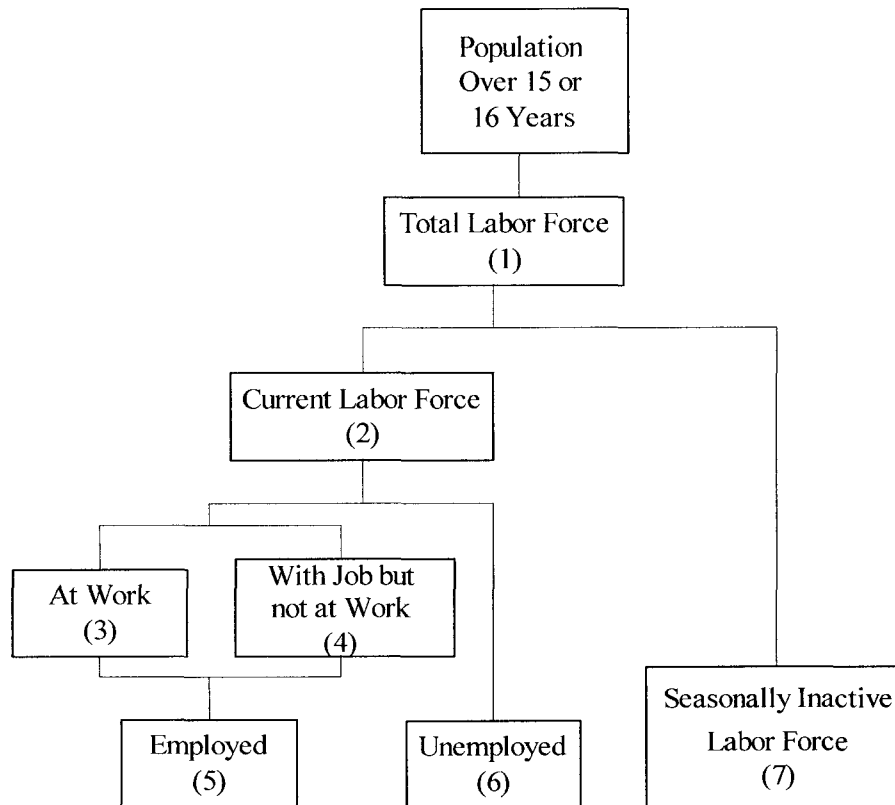 Population
Over 15 or
16 Years
Total Labor Force
(1)
Current Labor Force
(2)
At Work
(3)
With Job but
not at Work
(4)
Employed
(5)
Unemployed
(6)
Seasonally Inactive
Labor Force
(7)